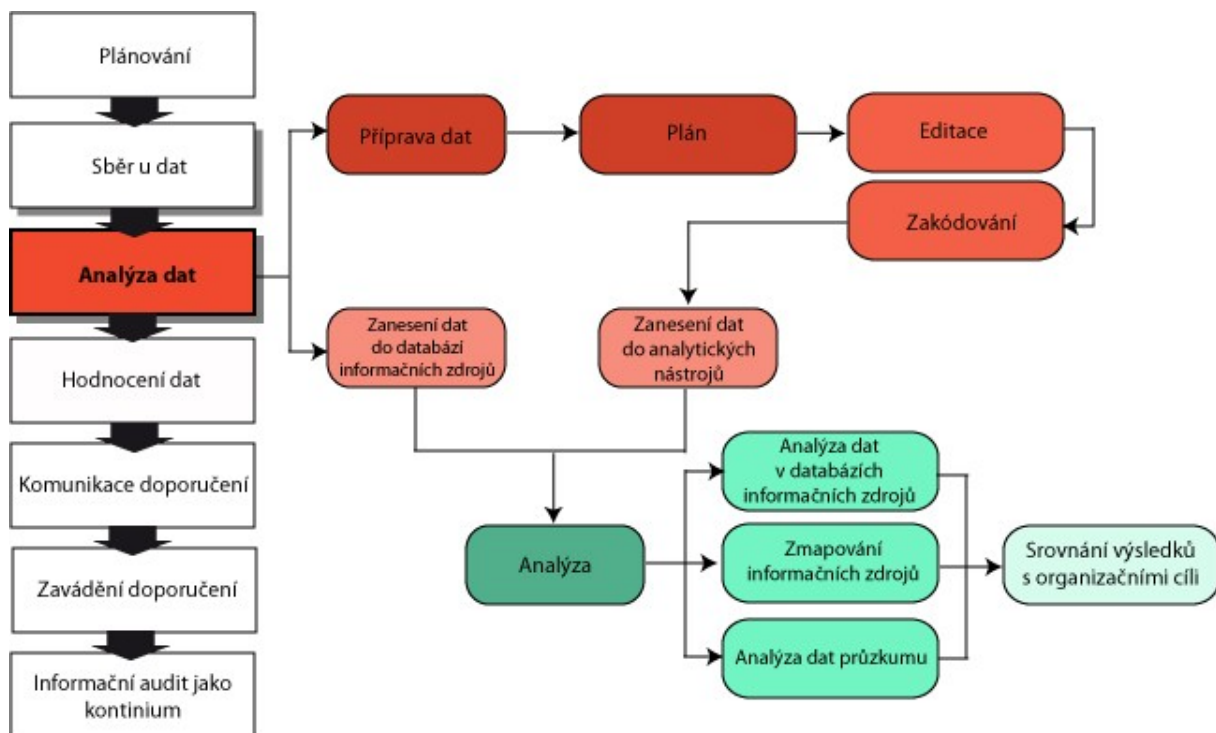 Plánování
Sběr u dat
Analýza dat
Hodnocení dat
Komunikace doporučení
Zavádění doporučení
Informační audit jako
kontinium
Příprava dat
Plán
Editace
Zakódování
Zanesení dat
do databází
informačních zdrojů
Zanesení dat
do analytických
nástrojů
Analýza
Analýza dat
v databázích
informačních zdrojů
Zmapování
informačních zdrojů
Analýza dat průzkumu
Srovnání výsledků
s organizačními cíli